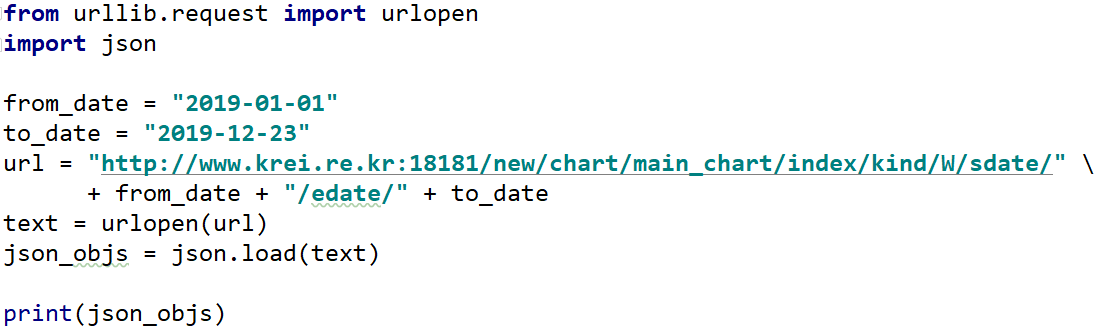 from urllib.request import urlopen
import json
from_date = "2019-01-01"
to_date = "2019-12-23"
url = "http://www.krei.re.kr:18181/new/chart/main_chart/index/kind/W/sdate/" \
+ from_date + "/edate/" + to_date
text = urlopen(url)
json_objs = json.load(text)
print(json_objs)